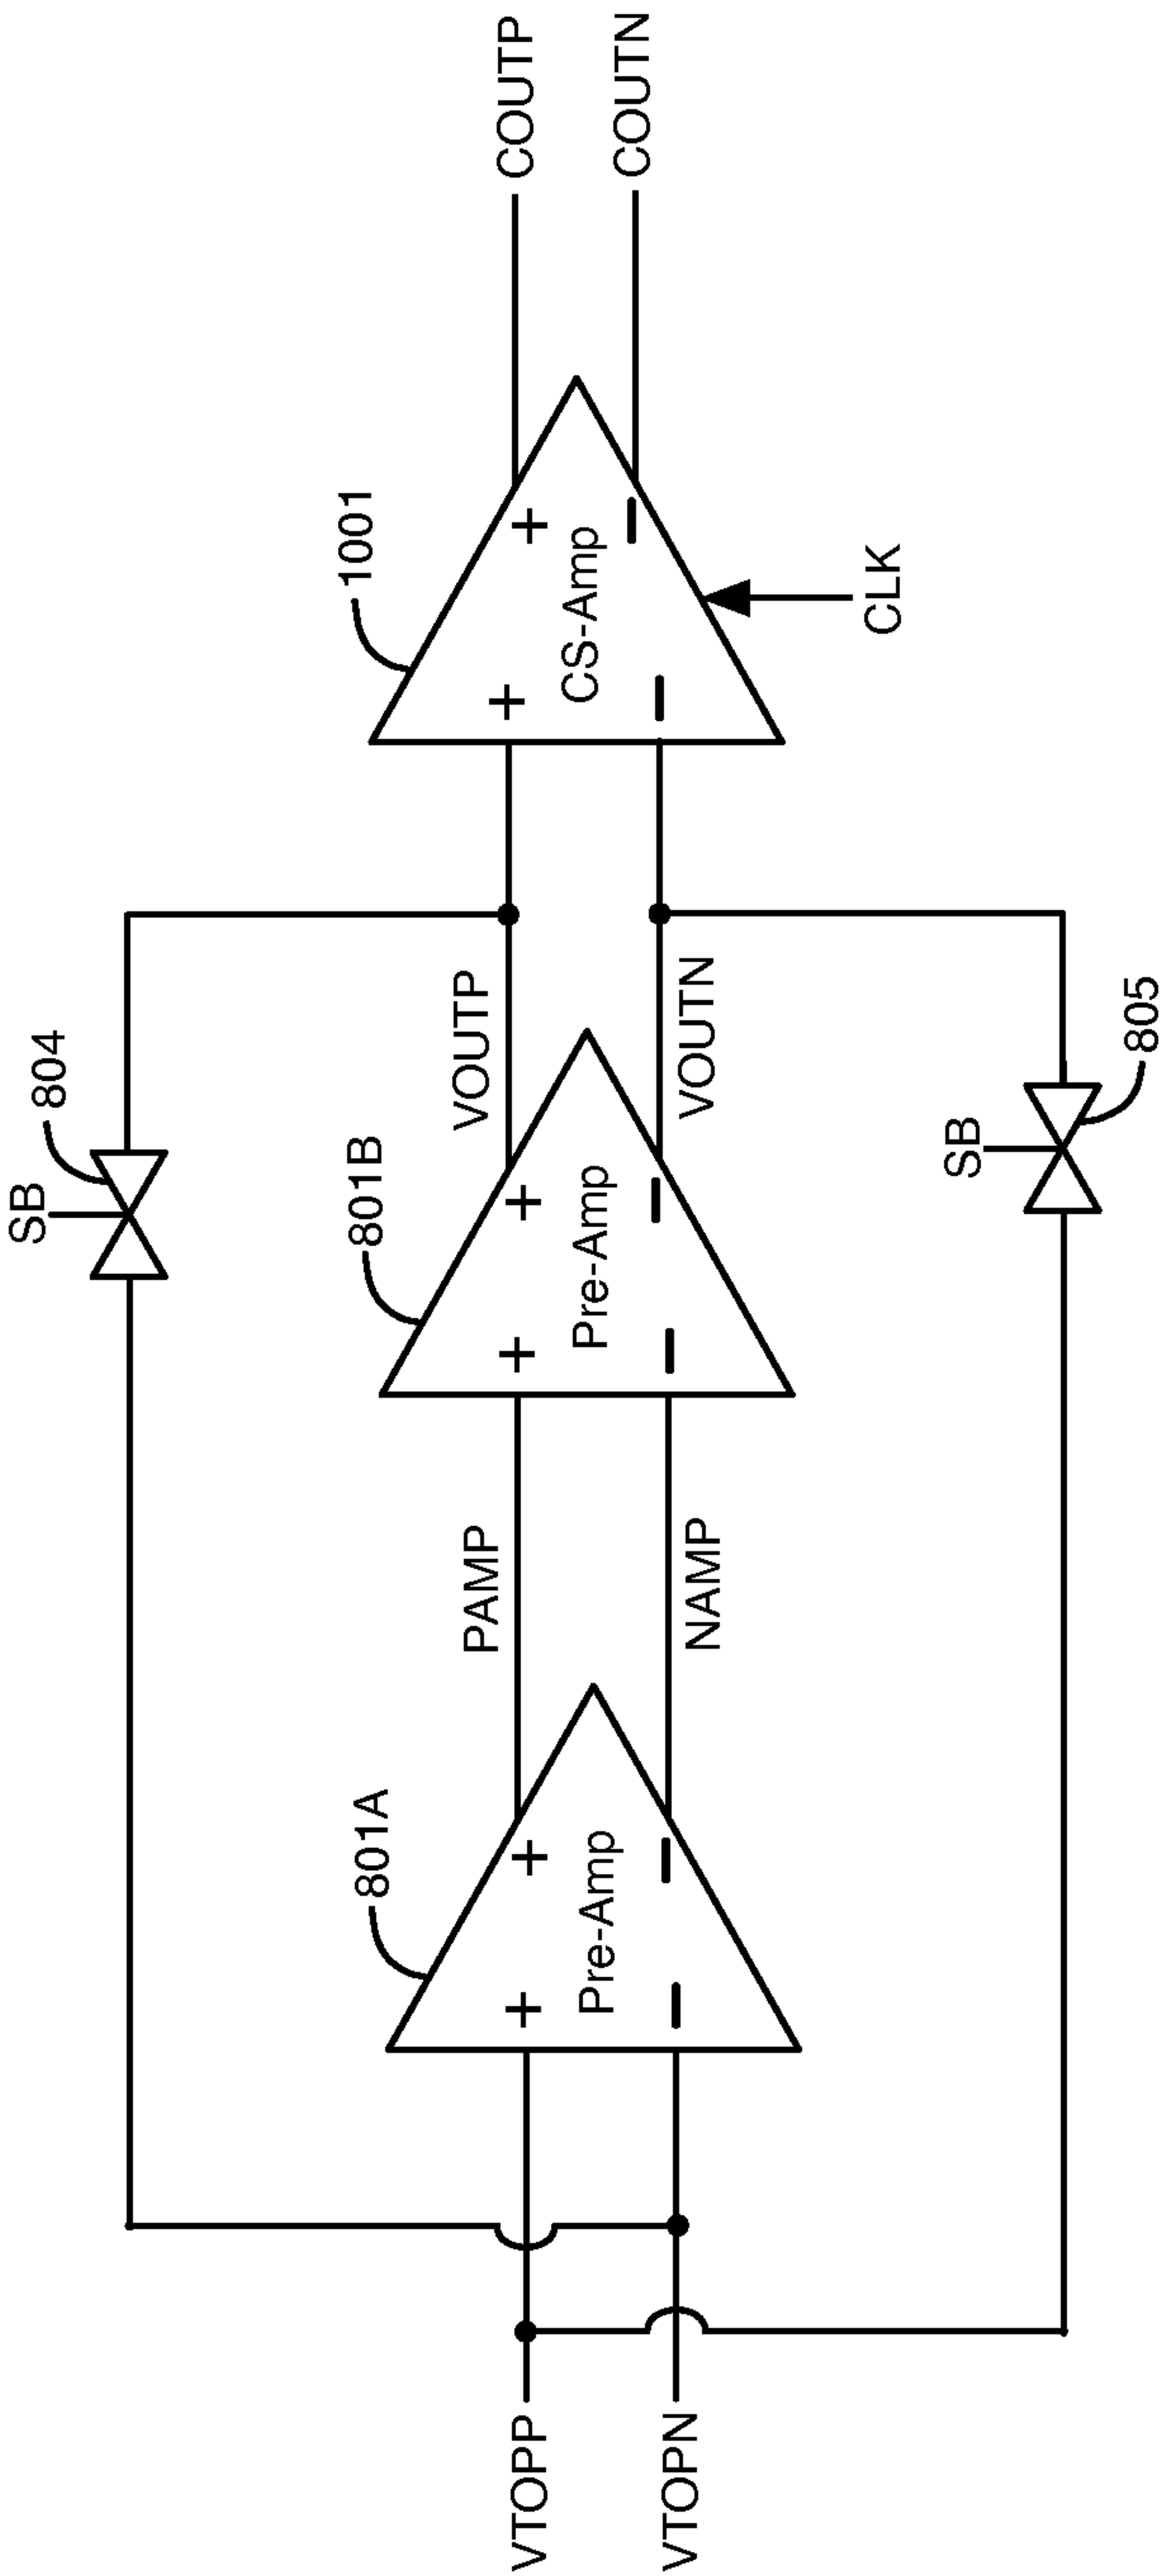 SB
804
801A
801B
1001
PAMP
VOUTP
COUTP
VTOPP
+
+
Pre-Amp
–
–
+
+
Pre-Amp
–
–
+
+
CS-Amp
–
–
VTOPN
NAMP
VOUTN
COUTN
CLK
SB
805